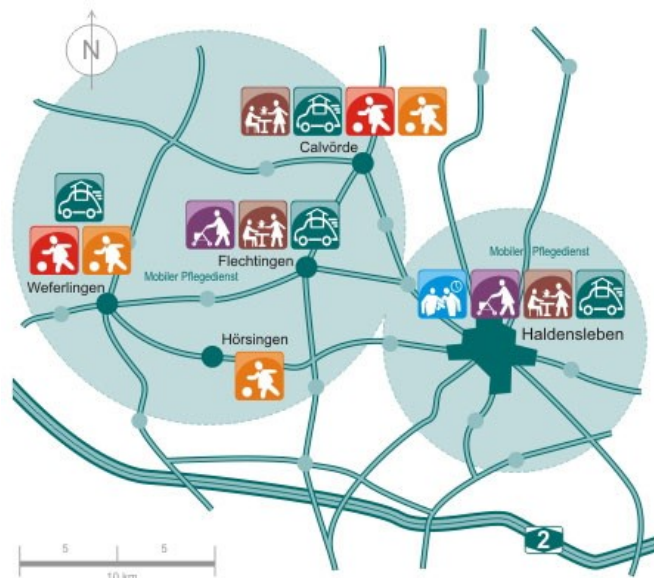 N
Calvörde
Flechtingen
Mobiler Pflegedienst
Weferlingen
Mobiler Pflegedienst
Haldensleben
Hörsingen
2
5 5
10 km